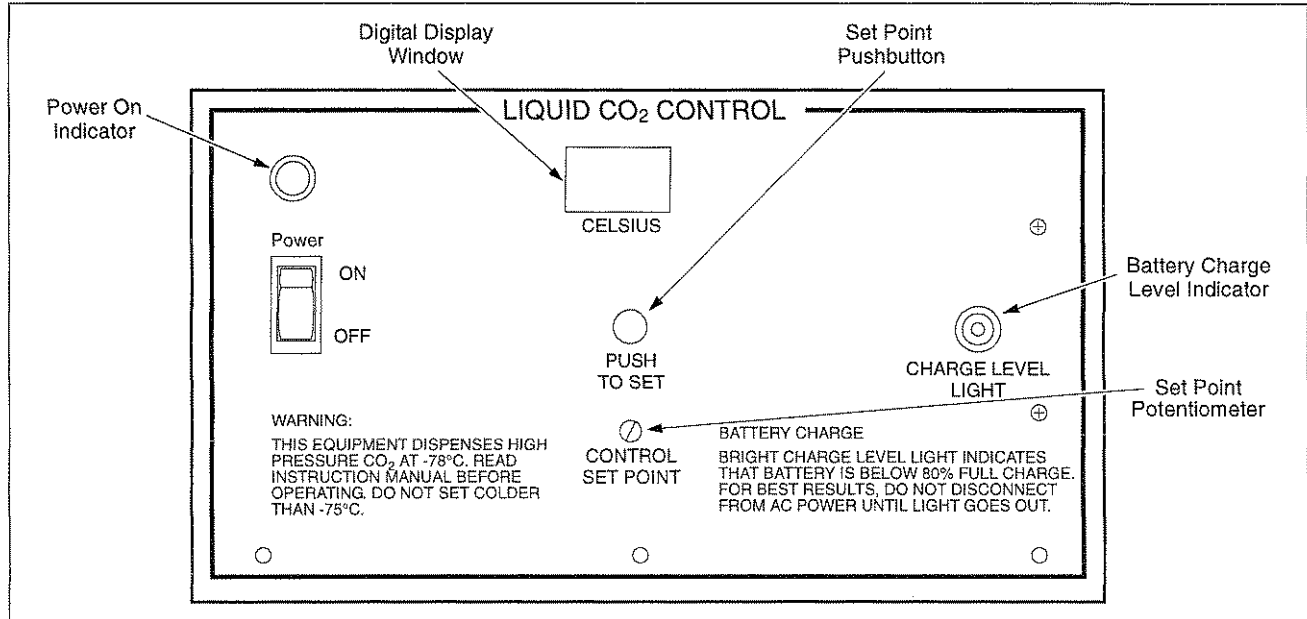 Digital Display
Window
Set Point
Pushbutton
Power On
Indicator
LIQUID CO₂ CONTROL
CELSIUS
Power
ON
OFF
Battery Charge
Level Indicator
PUSH
TO SET
CHARGE LEVEL
LIGHT
Set Point
Potentiometer
CONTROL
SET POINT
WARNING:
THIS EQUIPMENT DISPENSES HIGH
PRESSURE CO₂ AT -78°C. READ
INSTRUCTION MANUAL BEFORE
OPERATING. DO NOT SET COLDER
THAN -75°C.
BATTERY CHARGE
BRIGHT CHARGE LEVEL LIGHT INDICATES
THAT BATTERY IS BELOW 80% FULL CHARGE.
FOR BEST RESULTS, DO NOT DISCONNECT
FROM AC POWER UNTIL LIGHT GOES OUT.